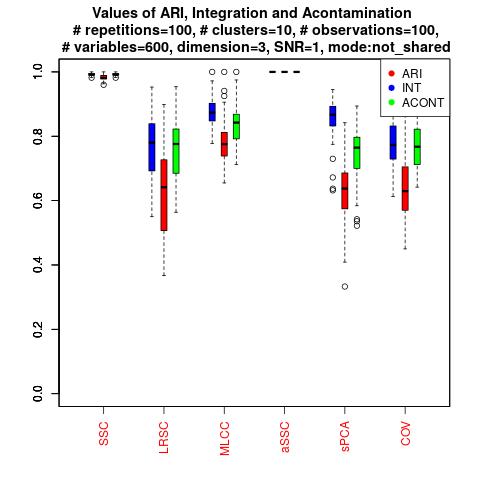 Values of ARI, Integration and Acontamination
# repetitions=100, # clusters=10, # observations=100,
# variables=600, dimension=3, SNR=1, mode:not_shared
ARI
INT
ACONT
1.0
0.8
0.6
0.4
0.2
0.0
SSC
LRSC
MLCC
aSSC
sPCA
COV